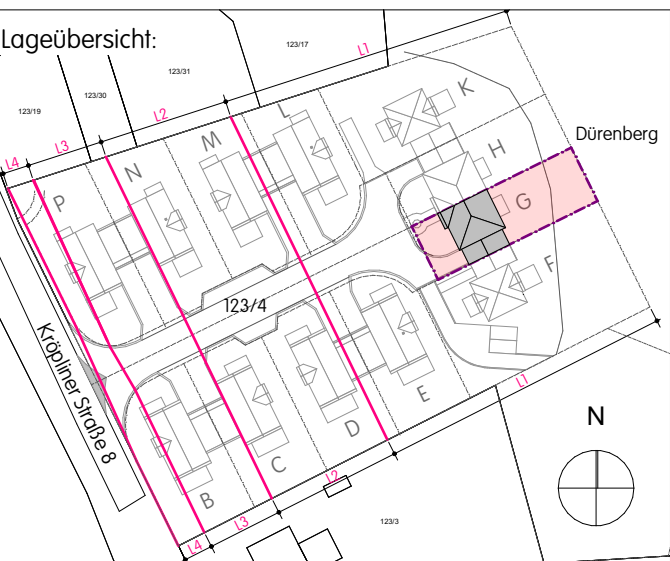 Lageübersicht:
123/17
L1
123/31
123/30
123/19
L2
L3
L4
K
L
M
N
P
H
Dürenberg
G
F
123/4
Kröpliner Straße 8
E
D
C
B
L1
L2
L3
L4
N
123/3